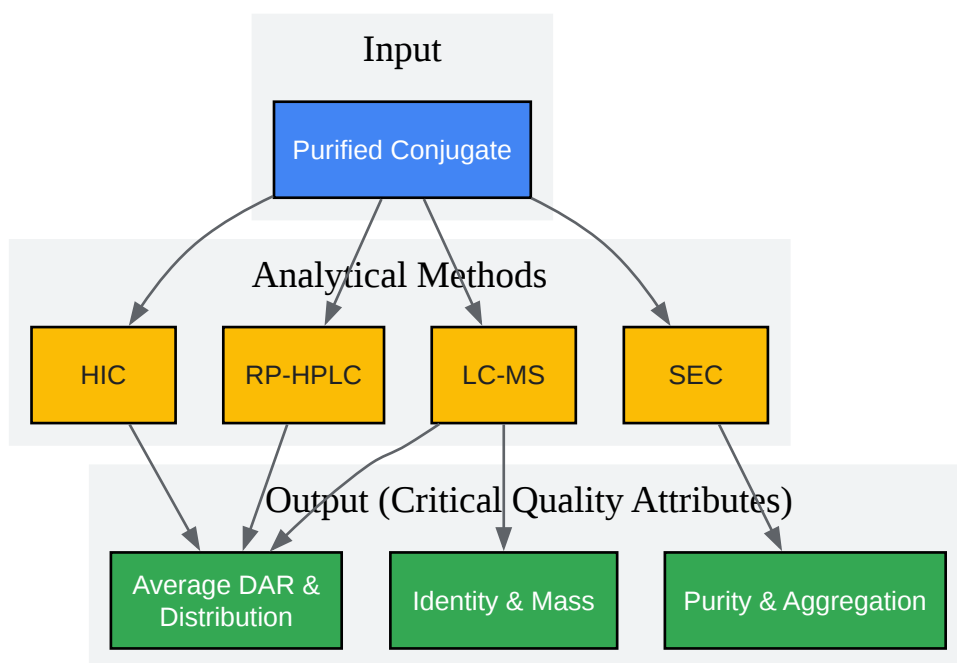 Input
Purified Conjugate
Analytical Methods
HIC
RP-HPLC
LC-MS
SEC
Output (Critical Quality Attributes)
Average DAR &
Distribution
Identity & Mass
Purity & Aggregation